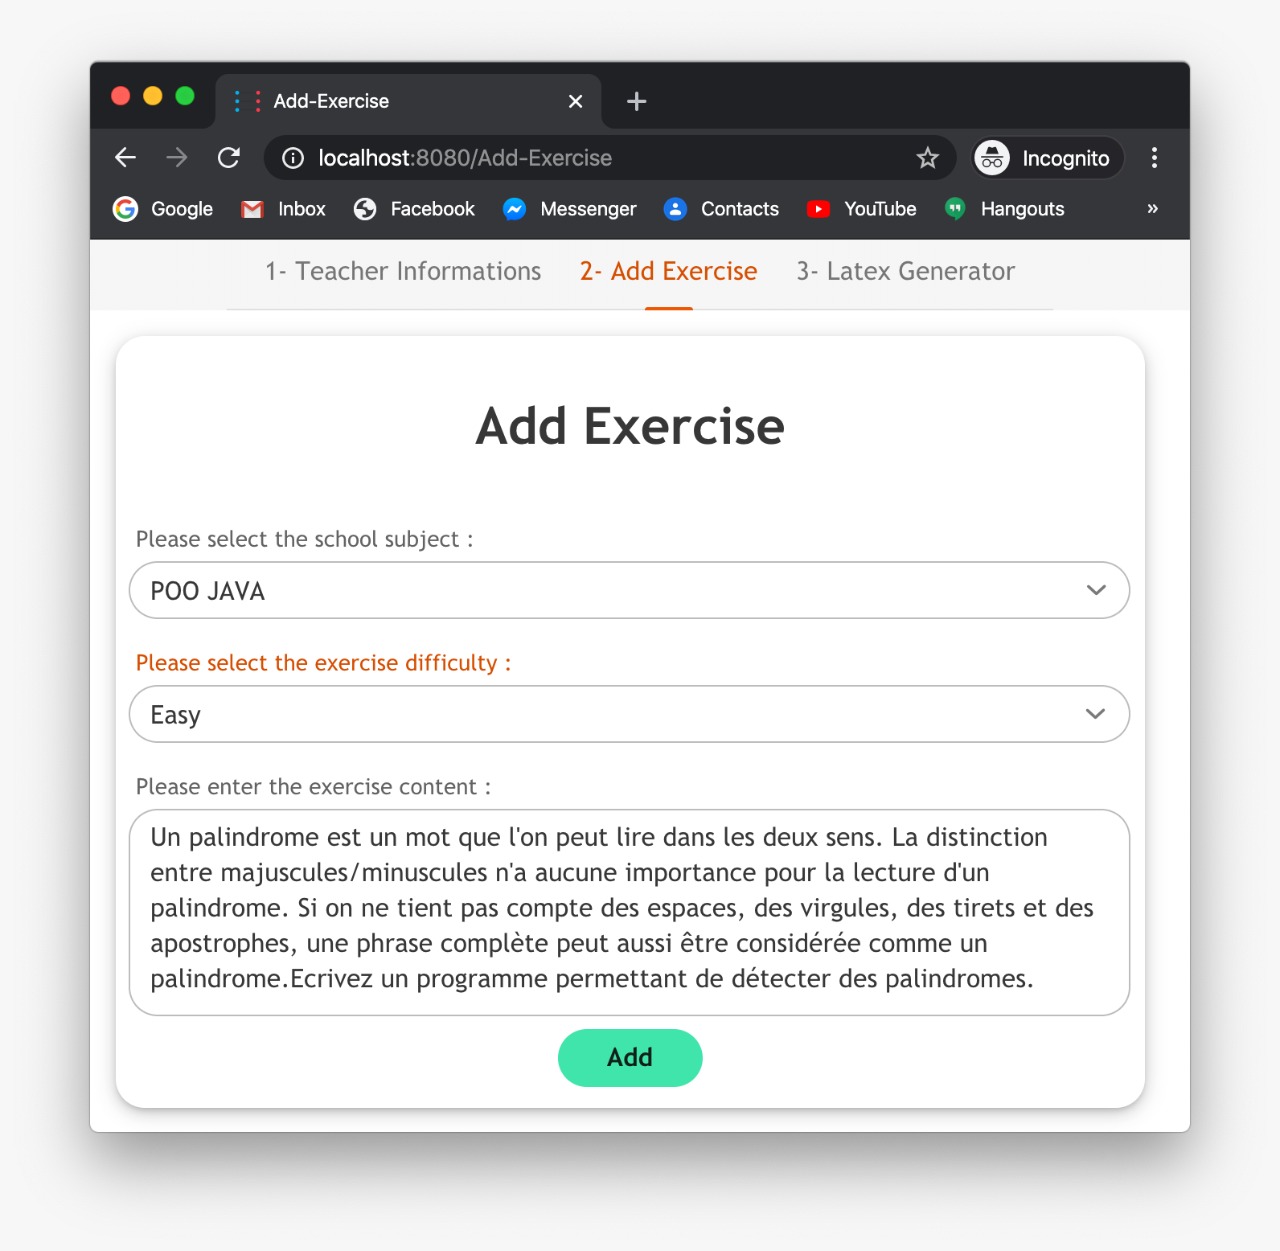 Add-Exercise
localhost:8080/Add-Exercise
Incognito
Google Inbox Facebook Messenger Contacts YouTube Hangouts »
1- Teacher Informations 2- Add Exercise 3- Latex Generator
Add Exercise
Please select the school subject :
POO JAVA
Please select the exercise difficulty :
Easy
Please enter the exercise content :
Un palindrome est un mot que l'on peut lire dans les deux sens. La distinction
entre majuscules/minuscules n'a aucune importance pour la lecture d'un
palindrome. Si on ne tient pas compte des espaces, des virgules, des tirets et des
apostrophes, une phrase complète peut aussi être considérée comme un
palindrome.Ecrivez un programme permettant de détecter des palindromes.
Add